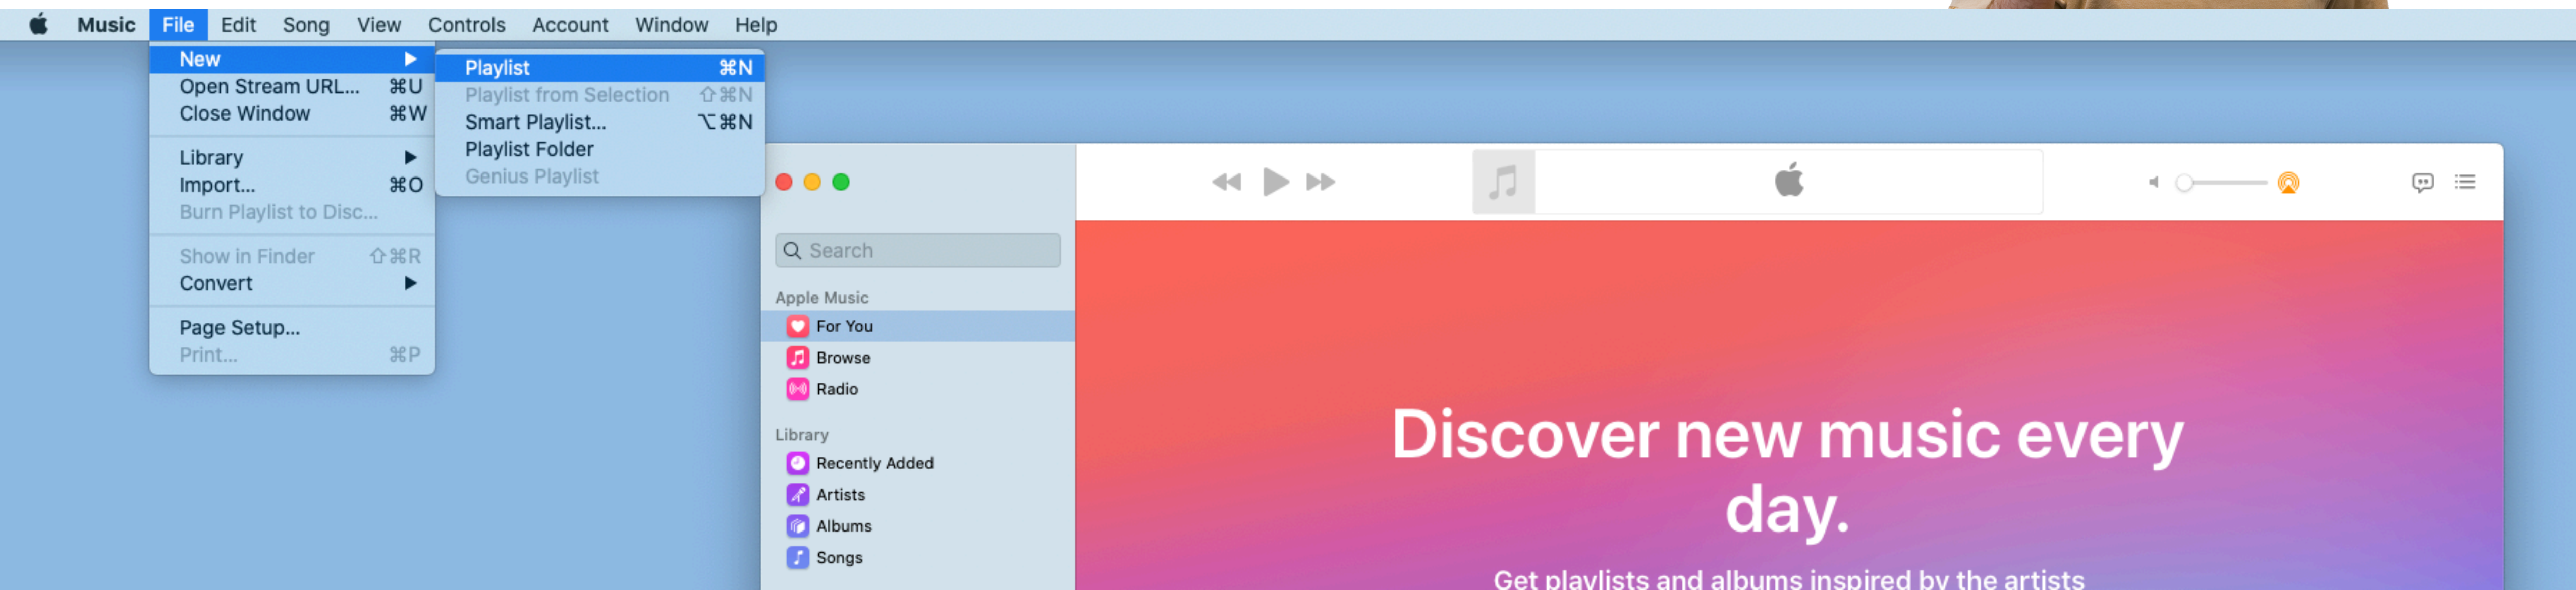 Music File Edit Song View Controls Account Window Help
New
Open Stream URL... ⌘U
Close Window ⌘W
Library
Import... ⌘O
Burn Playlist to Disc...
Show in Finder ⇧⌘R
Convert
Page Setup...
Print... ⌘P
Playlist ⌘N
Playlist from Selection ⇧⌘N
Smart Playlist... ⌥⌘N
Playlist Folder
Genius Playlist
Search
Apple Music
For You
Browse
Radio
Library
Recently Added
Artists
Albums
Songs
Discover new music every
day.
Get playlists and albums inspired by the artists